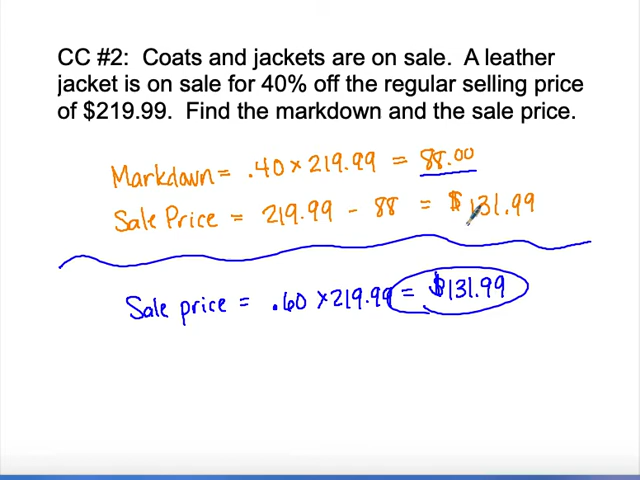 CC #2:  Coats and jackets are on sale.  A leather
jacket is on sale for 40% off the regular selling price
of $219.99.  Find the markdown and the sale price.
Markdown = .40 × 219.99 = 88.00
Sale Price = 219.99 - 88 = $131.99
Sale price = .60 × 219.99 = $131.99